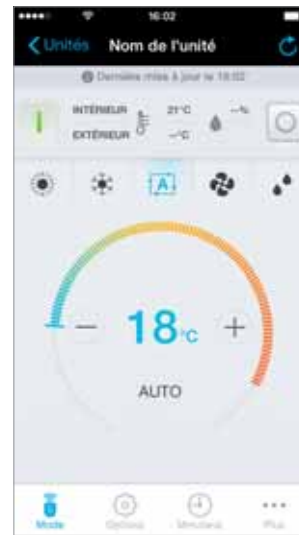 16:02
Unités Nom de l'unité
Dernière mise à jour le 16:02
INTÉRIEUR 21°C --%
EXTÉRIEUR --°C
A
− 18°C +
AUTO
Mode Options Minuterie Plus